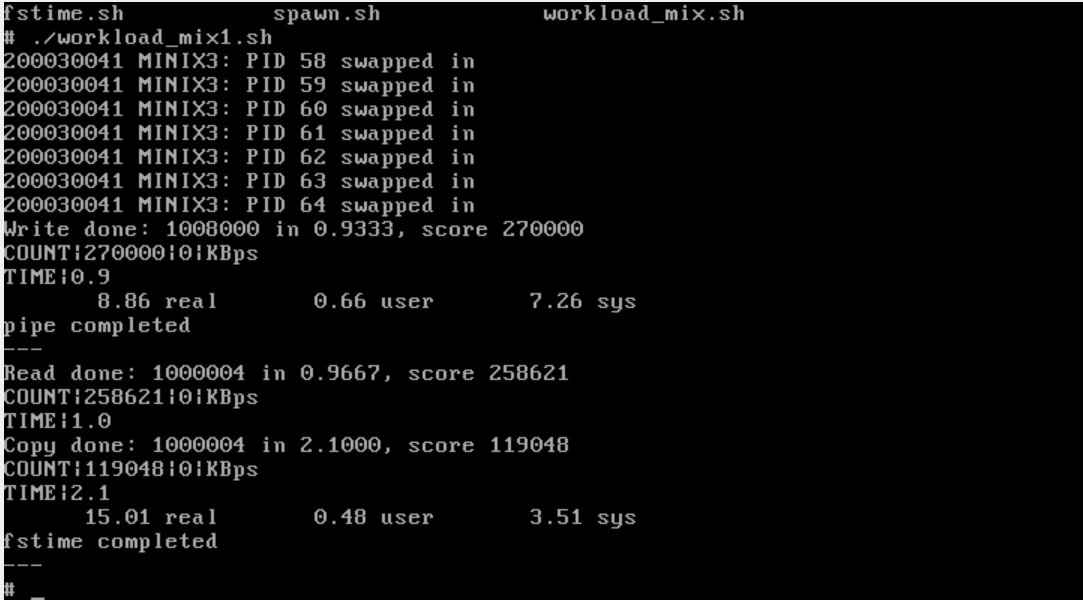 fstime.sh spawn.sh workload_mix.sh
# ./workload_mix1.sh
200030041 MINIX3: PID 58 swapped in
200030041 MINIX3: PID 59 swapped in
200030041 MINIX3: PID 60 swapped in
200030041 MINIX3: PID 61 swapped in
200030041 MINIX3: PID 62 swapped in
200030041 MINIX3: PID 63 swapped in
200030041 MINIX3: PID 64 swapped in
Write done: 1008000 in 0.9333, score 270000
COUNT|270000|0|KBps
TIME|0.9
8.86 real 0.66 user 7.26 sys
pipe completed
---
Read done: 1000004 in 0.9667, score 258621
COUNT|258621|0|KBps
TIME|1.0
Copy done: 1000004 in 2.1000, score 119048
COUNT|119048|0|KBps
TIME|2.1
15.01 real 0.48 user 3.51 sys
fstime completed
---
# _